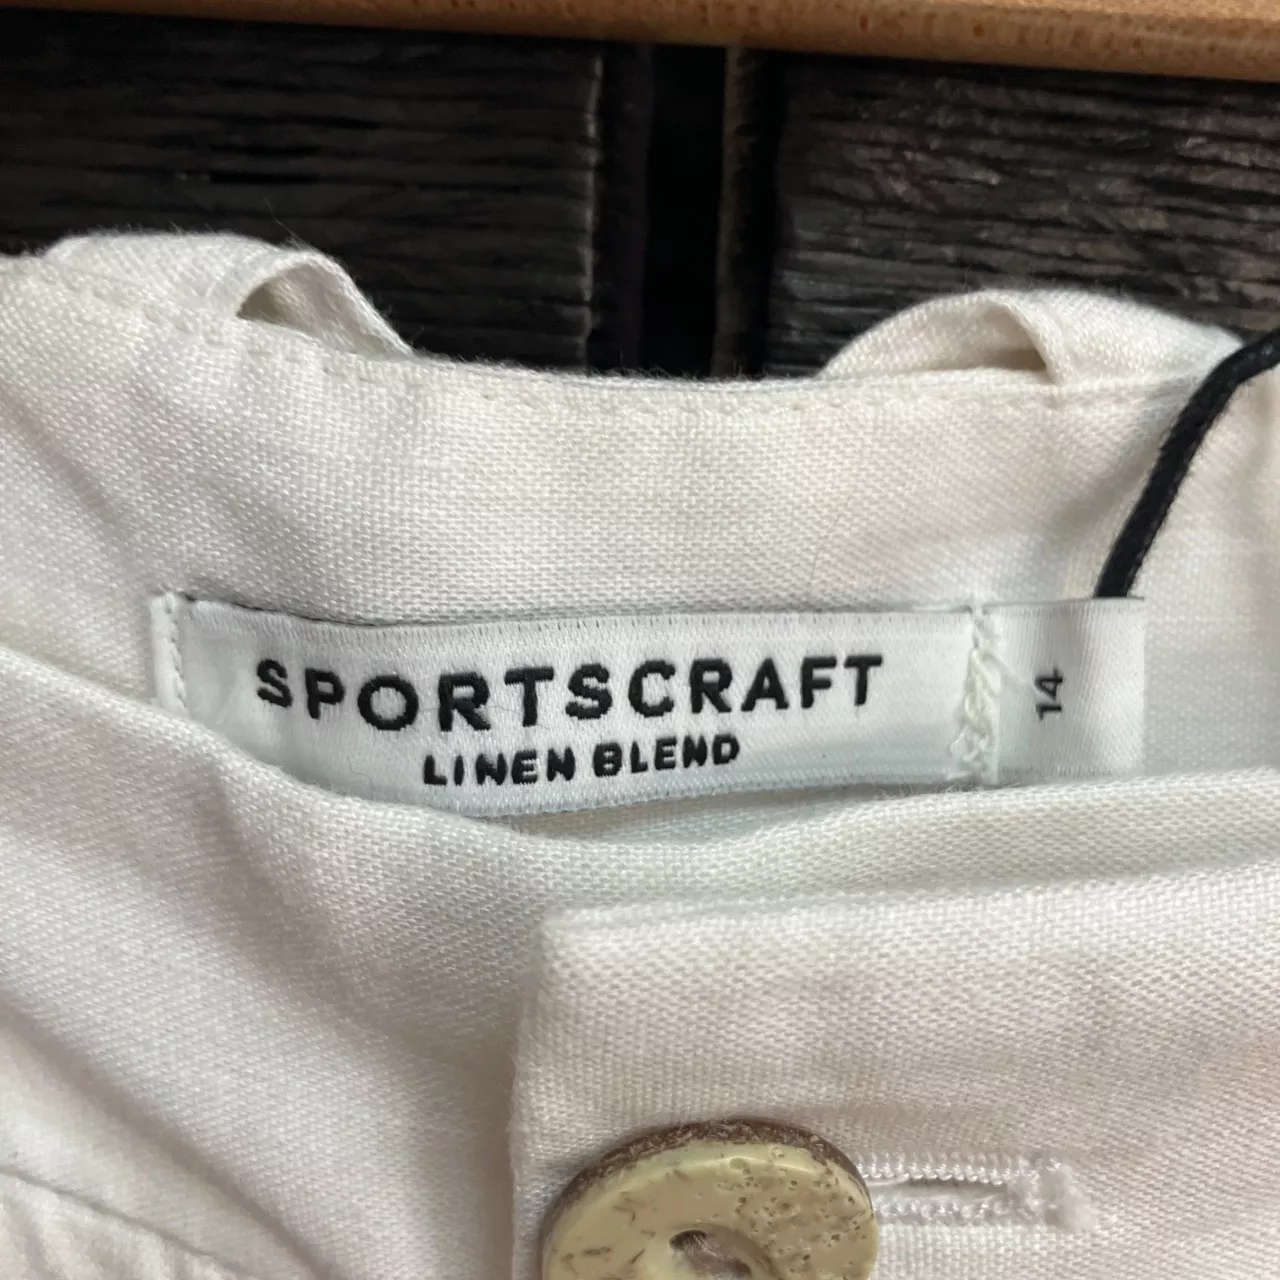 SPORTSCRAFT
LINEN BLEND
14